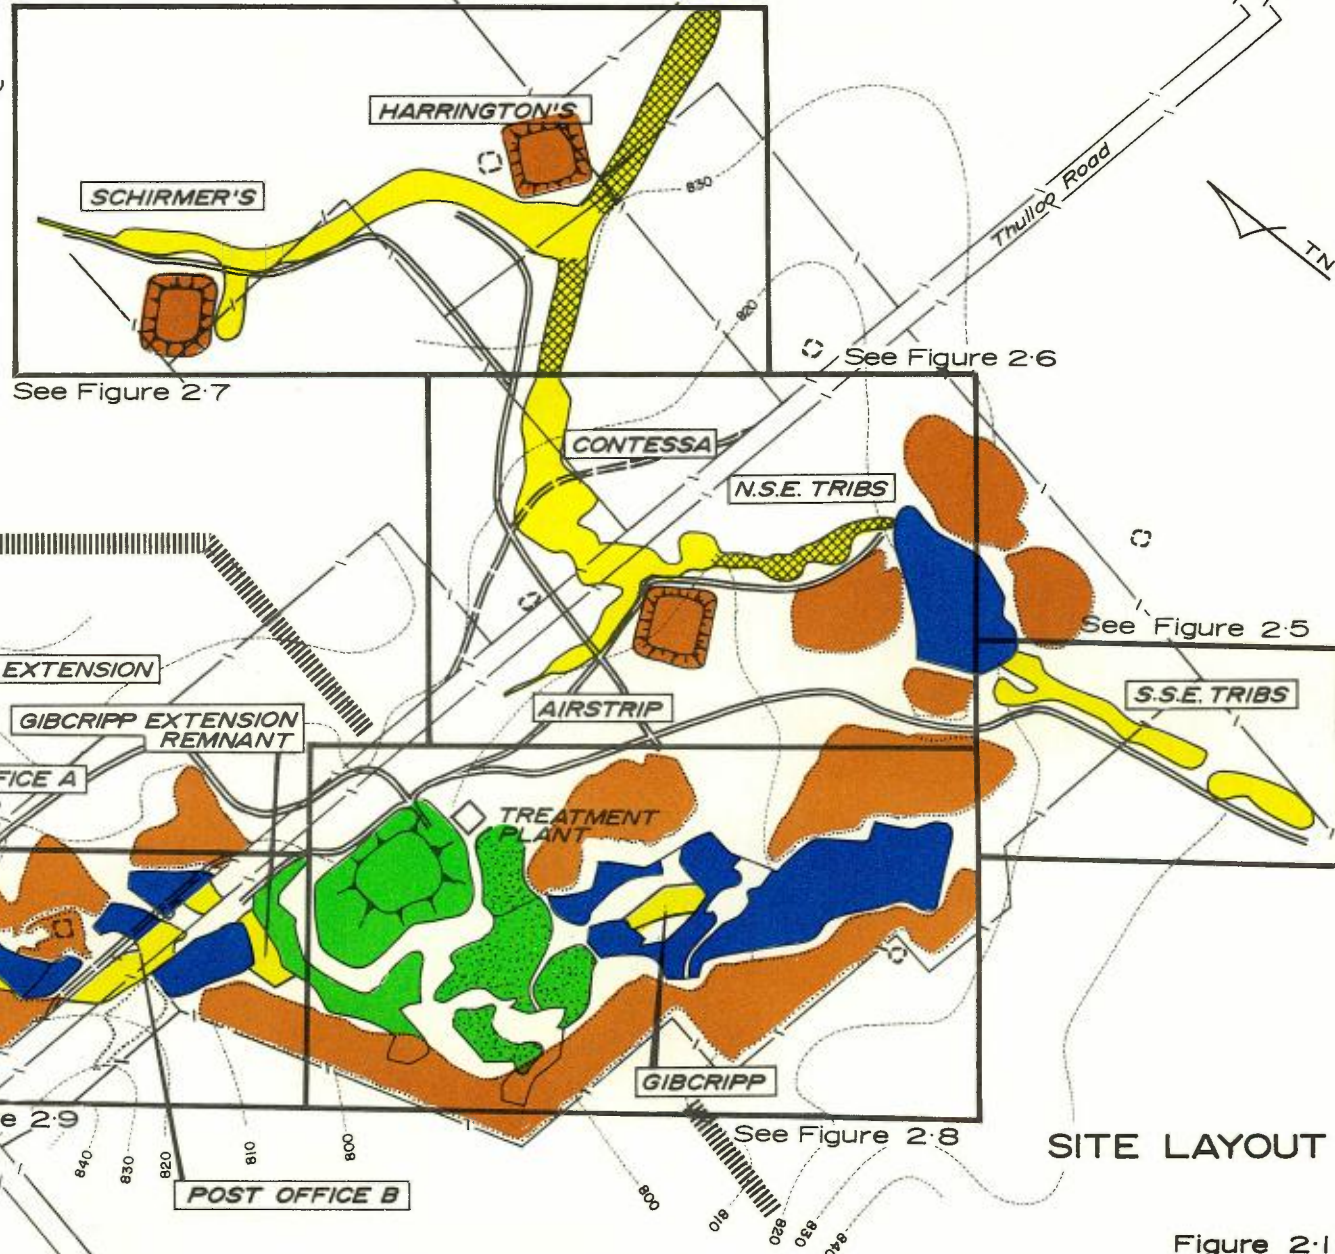 HARRINGTON'S
830
SCHIRMER'S
Thulloo Road
TN
820
See Figure 2·6
See Figure 2·7
CONTESSA
N.S.E. TRIBS
See Figure 2·5
EXTENSION
S.S.E. TRIBS
GIBCRIPP EXTENSION
REMNANT
AIRSTRIP
FICE A
TREATMENT
PLANT
GIBCRIPP
e 2·9
See Figure 2·8
SITE LAYOUT
840
830
820
810
800
POST OFFICE B
800
810
820
830
840
Figure 2·1